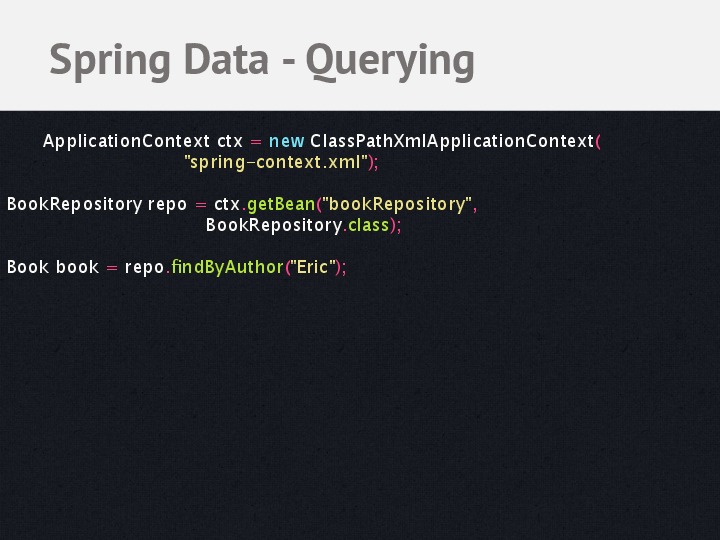 Spring Data - Querying
ApplicationContext ctx = new ClassPathXmlApplicationContext(
"spring-context.xml");
BookRepository repo = ctx.getBean("bookRepository",
BookRepository.class);
Book book = repo.findByAuthor("Eric");